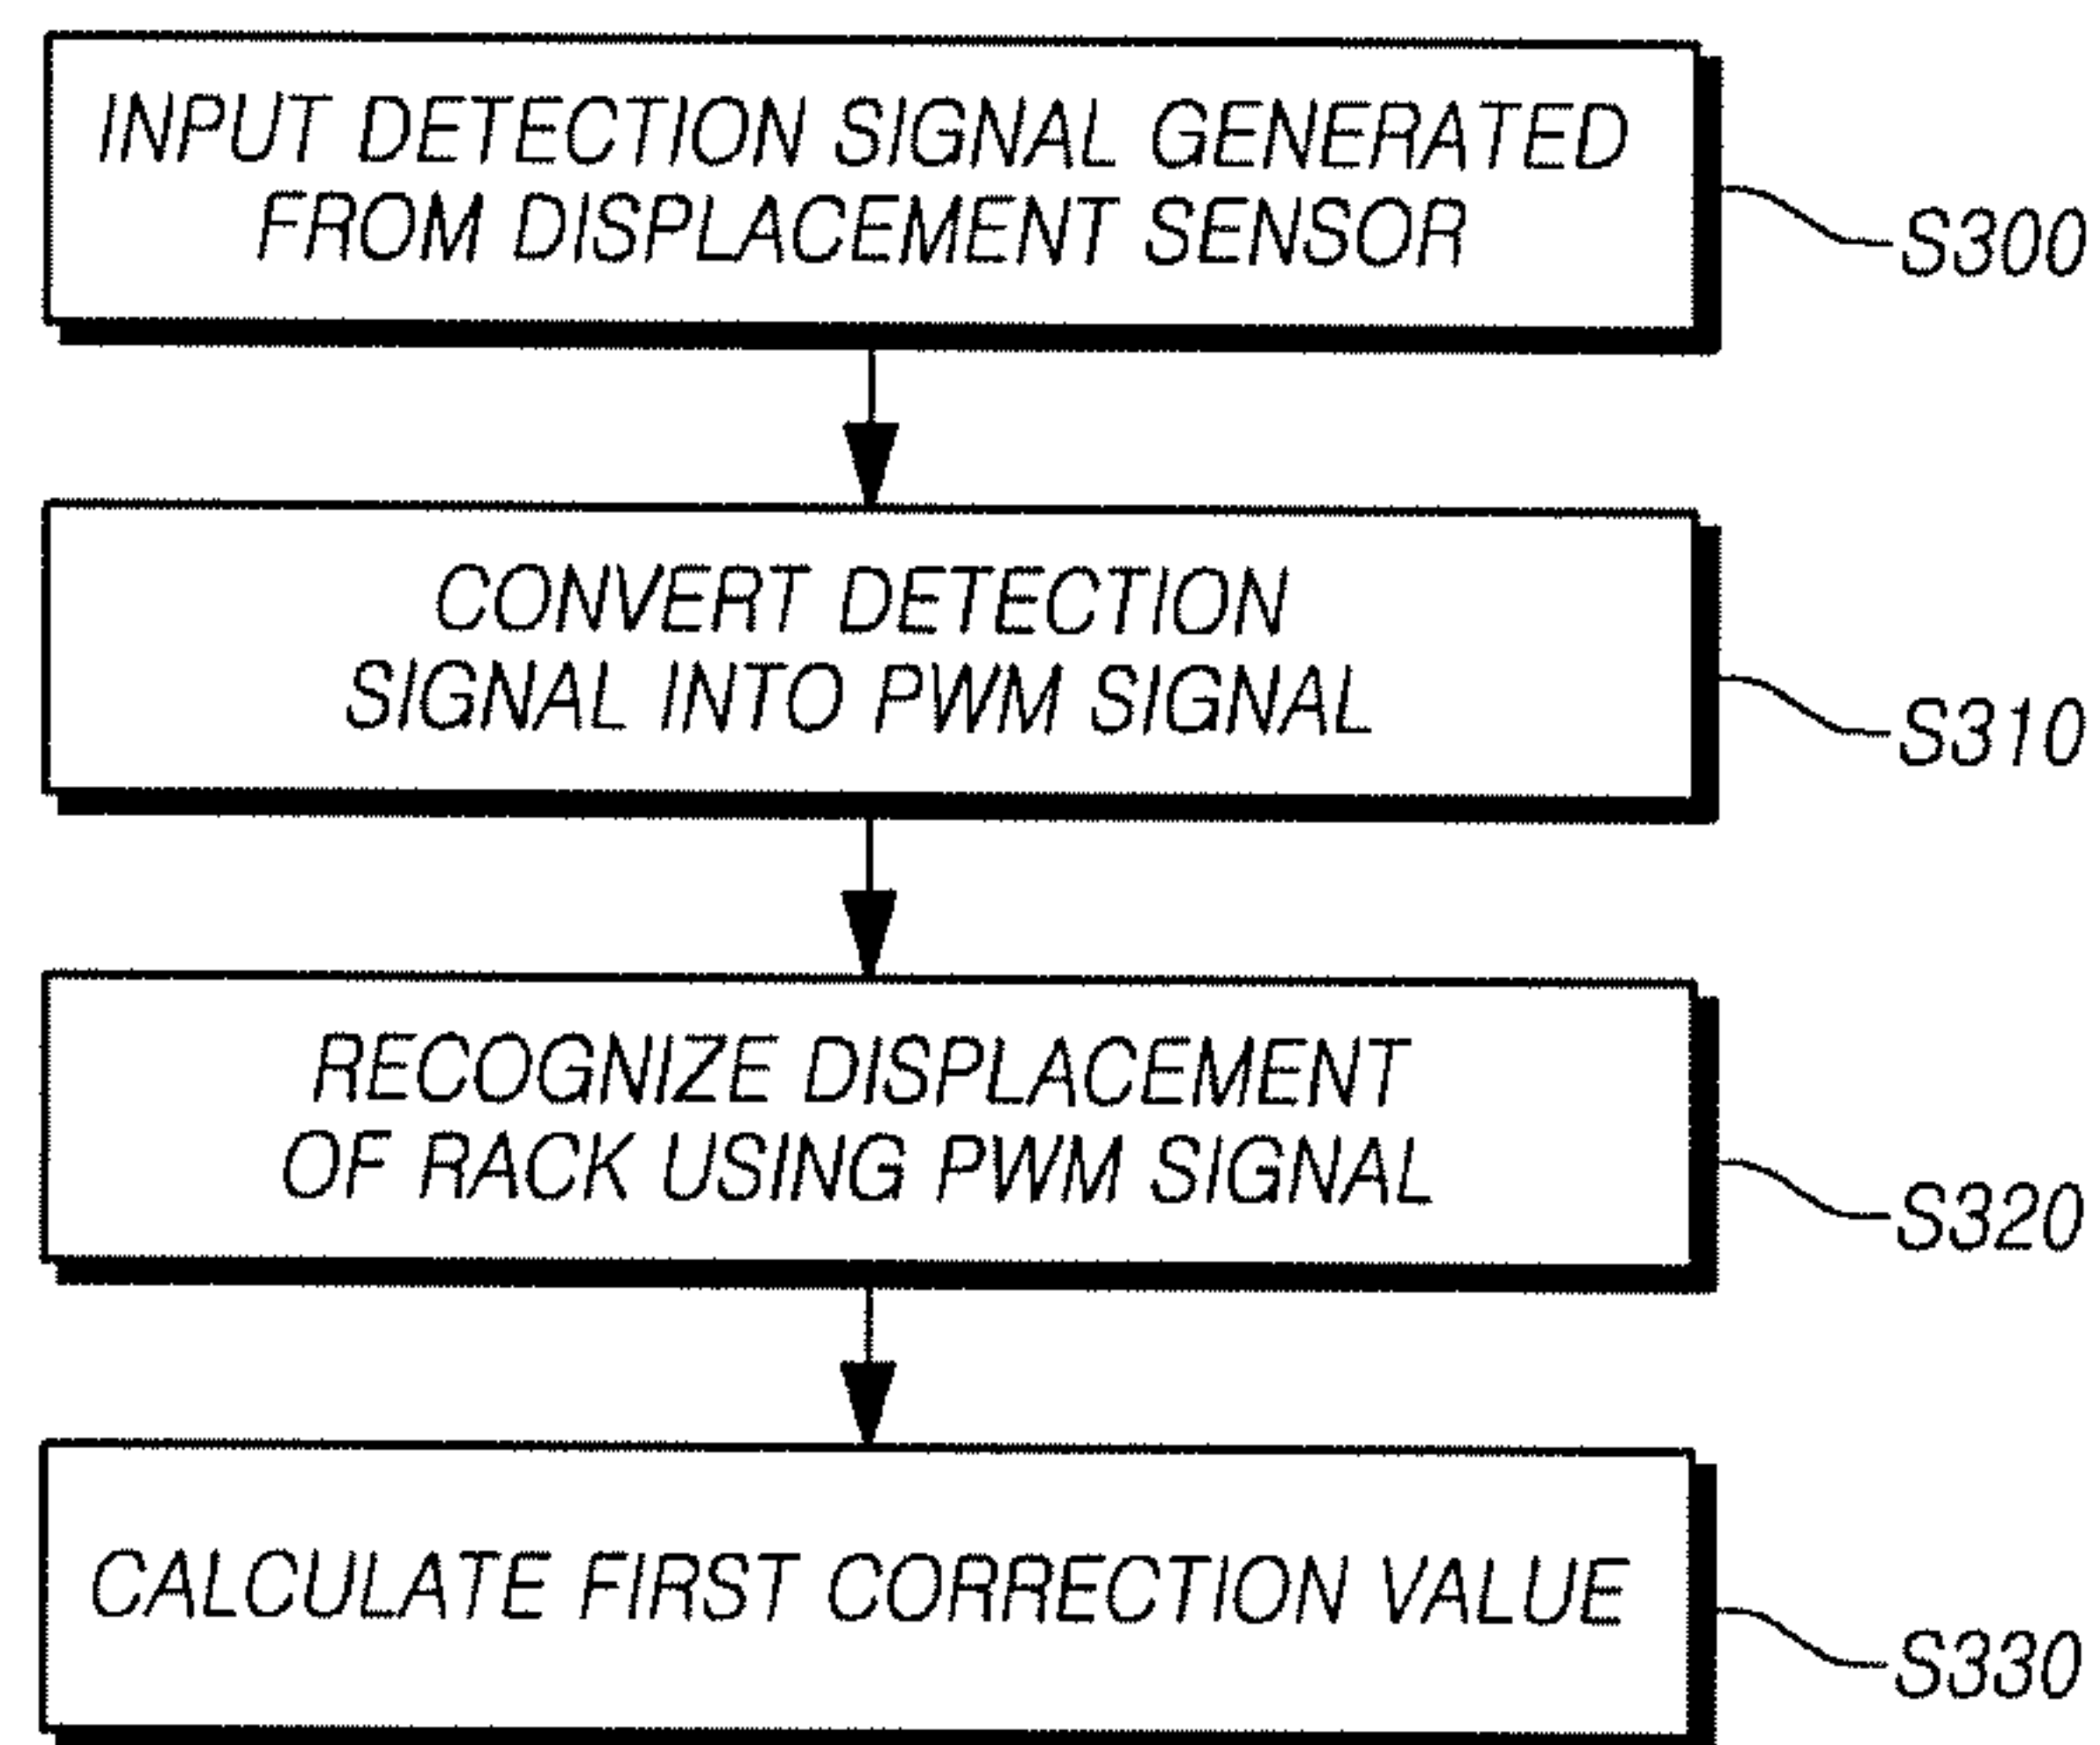 INPUT DETECTION SIGNAL GENERATED
FROM DISPLACEMENT SENSOR
S300
CONVERT DETECTION
SIGNAL INTO PWM SIGNAL
S310
RECOGNIZE DISPLACEMENT
OF RACK USING PWM SIGNAL
S320
CALCULATE FIRST CORRECTION VALUE
S330